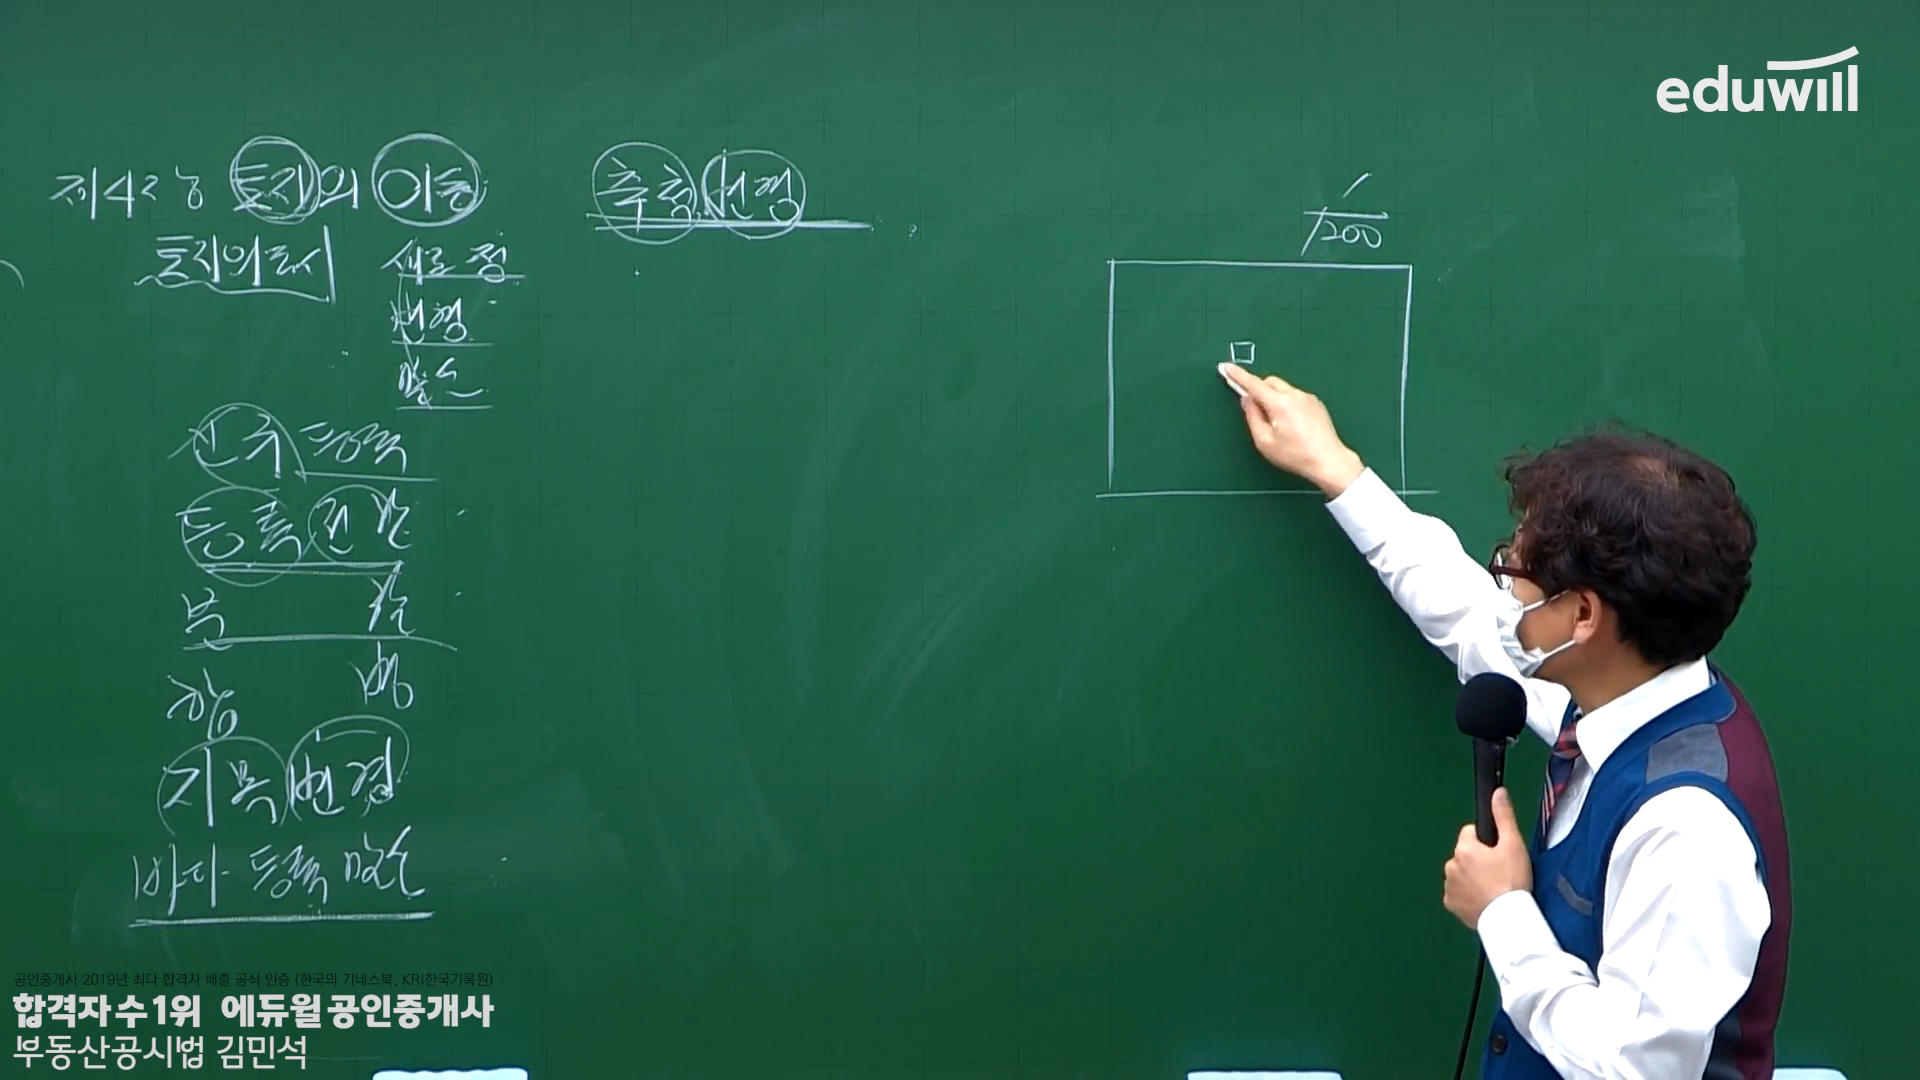 eduwill
제4장 토지의 이동
축척변경
토지의 표시
새로 정
변경
말소
1/1200
신규등록
등록전환
분할
합병
지목변경
바다 등록말소
공인중개사 2019년 최다 합격자 배출 공식 인증 (한국의 기네스북, KRI한국기록원)
합격자 수 1위 에듀윌 공인중개사
부동산공시법 김민석